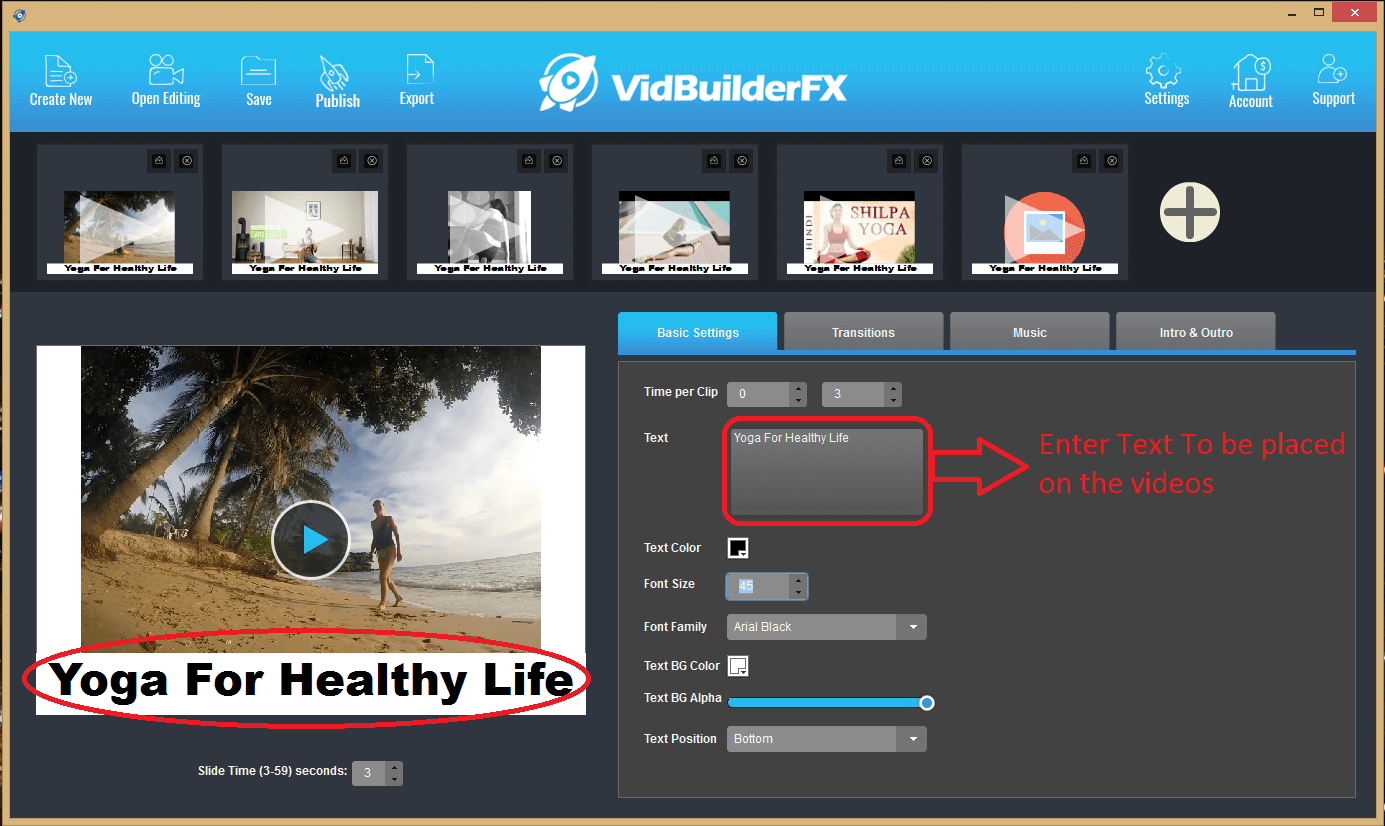 Create New
Open Editing
Save
Publish
Export
VidBuilderFX
Settings
Account
Support
Yoga For Healthy Life
Yoga For Healthy Life
Yoga For Healthy Life
Yoga For Healthy Life
HINDI
SHILPA
YOGA
Yoga For Healthy Life
Yoga For Healthy Life
Basic Settings
Transitions
Music
Intro & Outro
Time per Clip
0
3
Text
Yoga For Healthy Life
Enter Text To be placed
on the videos
Text Color
Font Size
45
Font Family
Arial Black
Text BG Color
Text BG Alpha
Text Position
Bottom
Yoga For Healthy Life
Slide Time (3-59) seconds:
3